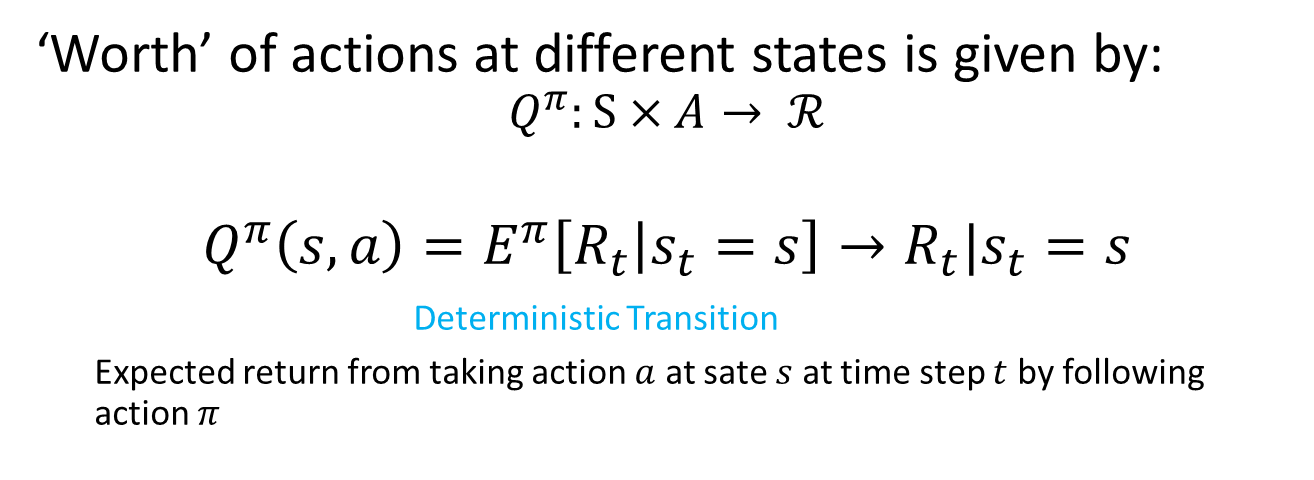 ‘Worth’ of actions at different states is given by:
Q^π: S × A → ℛ
Q^π(s, a) = E^π[R_t|s_t = s] → R_t|s_t = s
Deterministic Transition
Expected return from taking action a at sate s at time step t by following
action π